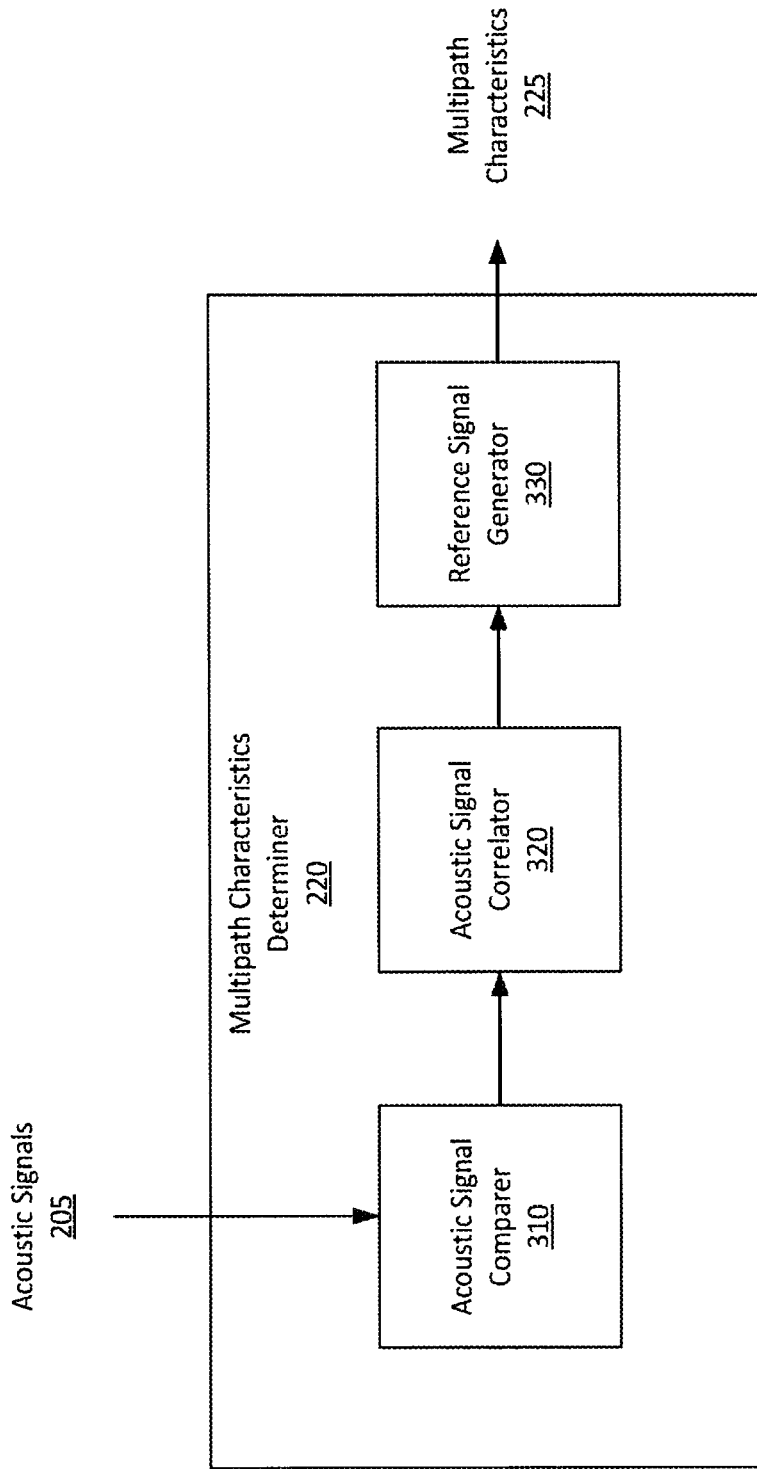 Acoustic Signals
205
Multipath Characteristics
Determiner
220
Acoustic Signal
Comparer
310
Acoustic Signal
Correlator
320
Reference Signal
Generator
330
Multipath
Characteristics
225